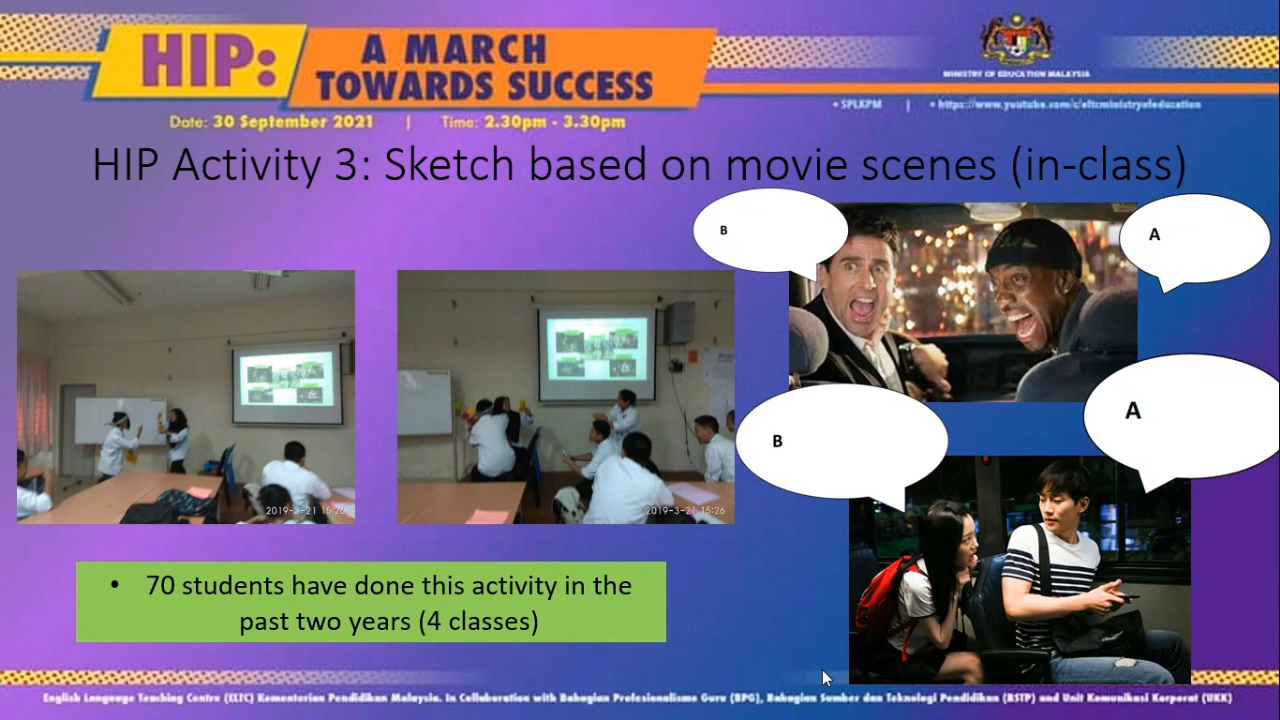 HIP:
A MARCH
TOWARDS SUCCESS
MINISTRY OF EDUCATION MALAYSIA
• SPLKPM | • https://www.youtube.com/c/eltcministryofeducation
Date: 30 September 2021 | Time: 2.30pm - 3.30pm
HIP Activity 3: Sketch based on movie scenes (in-class)
B
A
2019-3-21 15:26
2019-3-21 15:26
B
A
• 70 students have done this activity in the
past two years (4 classes)
English Language Teaching Centre (ELTC) Kementerian Pendidikan Malaysia. In Collaboration with Bahagian Profesionalisme Guru (BPG), Bahagian Sumber dan Teknologi Pendidikan (BSTP) and Unit Komunikasi Korporat (UKK)